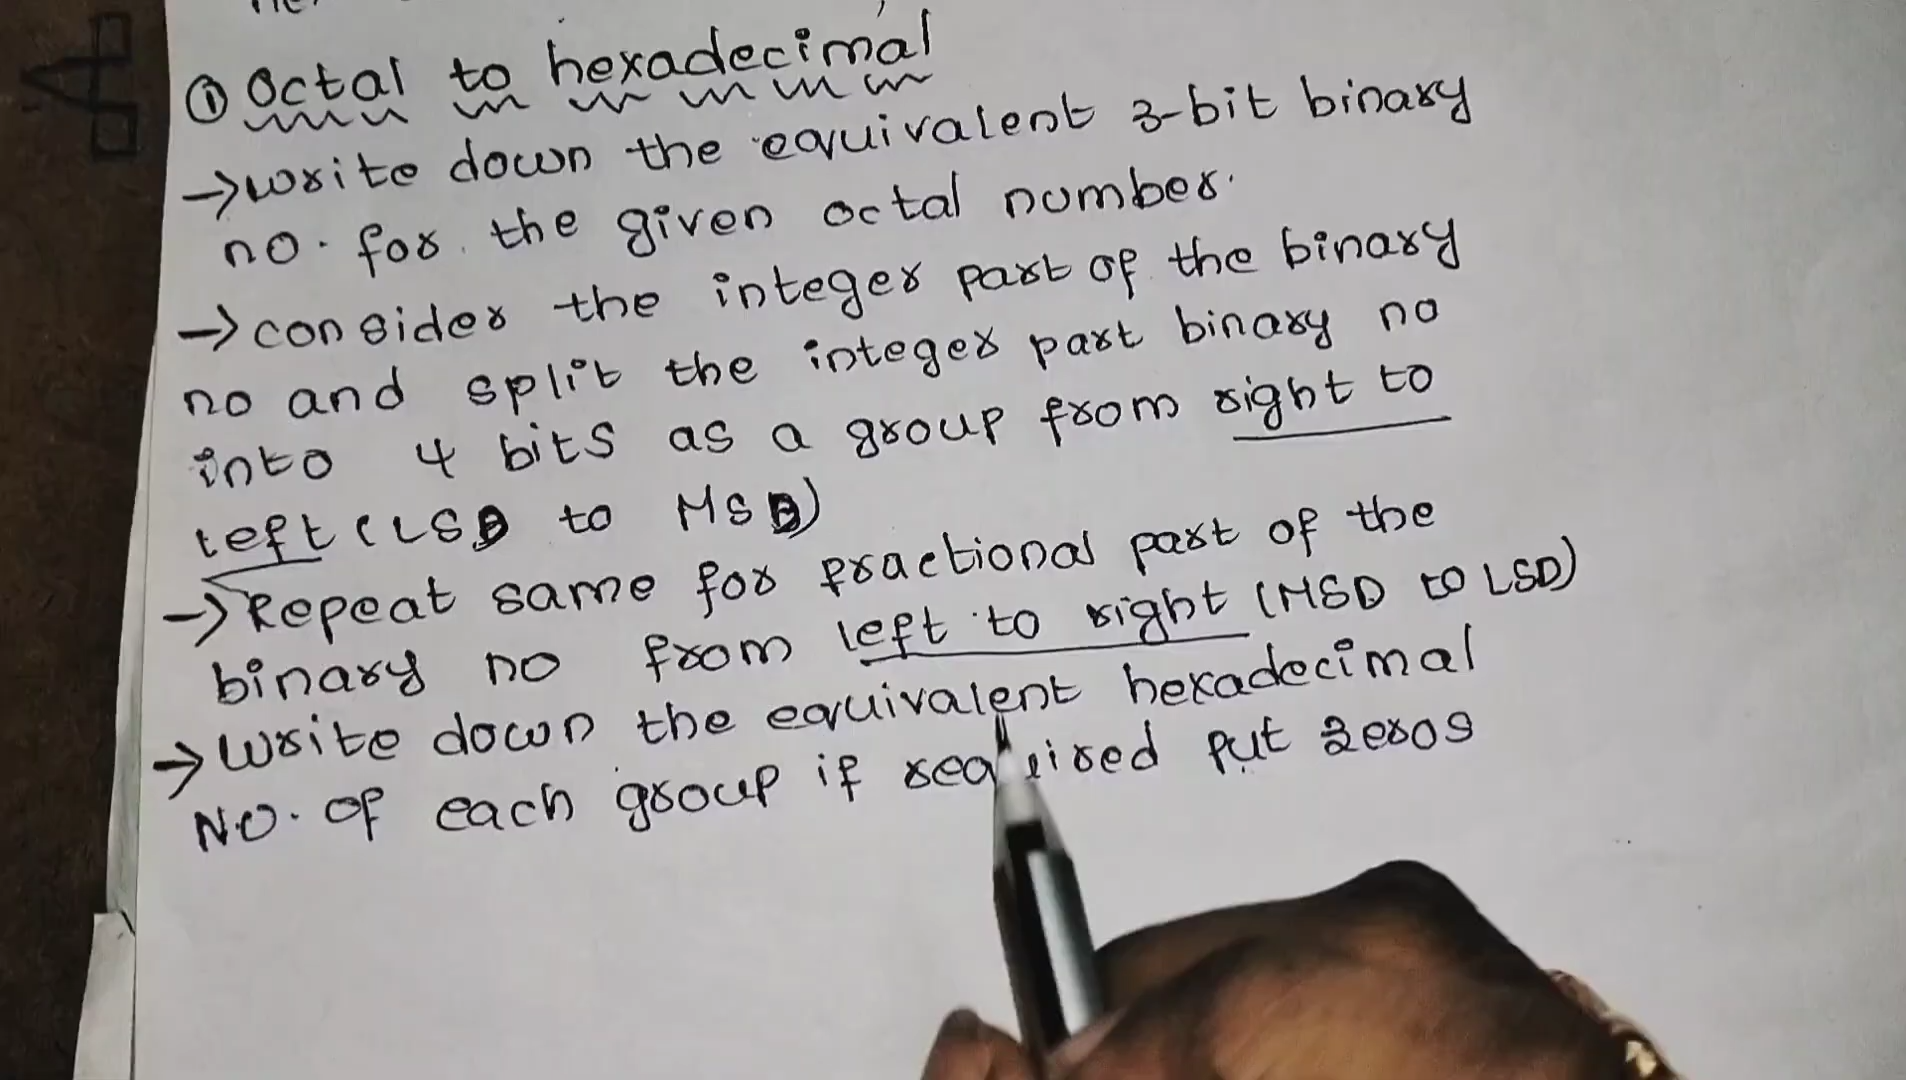 ① Octal to hexadecimal
→ write down the equivalent 3-bit binary
no. for the given octal number.
→ consider the integer part of the binary
no and split the integer part binary no
into 4 bits as a group from right to
left (LSB to MSB)
→ Repeat same for fractional part of the
binary no from left to right (MSD to LSD)
→ write down the equivalent hexadecimal
No. of each group if required put zeros